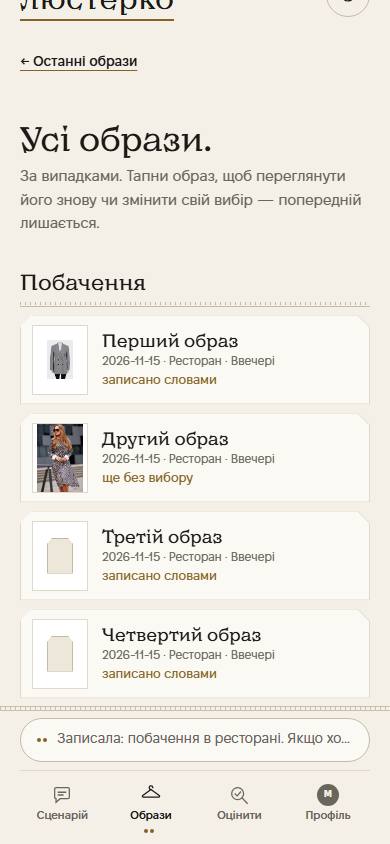 Люстерко
← Останні образи
Усі образи.
За випадками. Тапни образ, щоб переглянути
його знову чи змінити свій вибір — попередній
лишається.
Побачення
Перший образ
2026-11-15 · Ресторан · Ввечері
записано словами
Другий образ
2026-11-15 · Ресторан · Ввечері
ще без вибору
Третій образ
2026-11-15 · Ресторан · Ввечері
записано словами
Четвертий образ
2026-11-15 · Ресторан · Ввечері
записано словами
Записала: побачення в ресторані. Якщо хо...
М
Сценарій Образи Оцінити Профіль